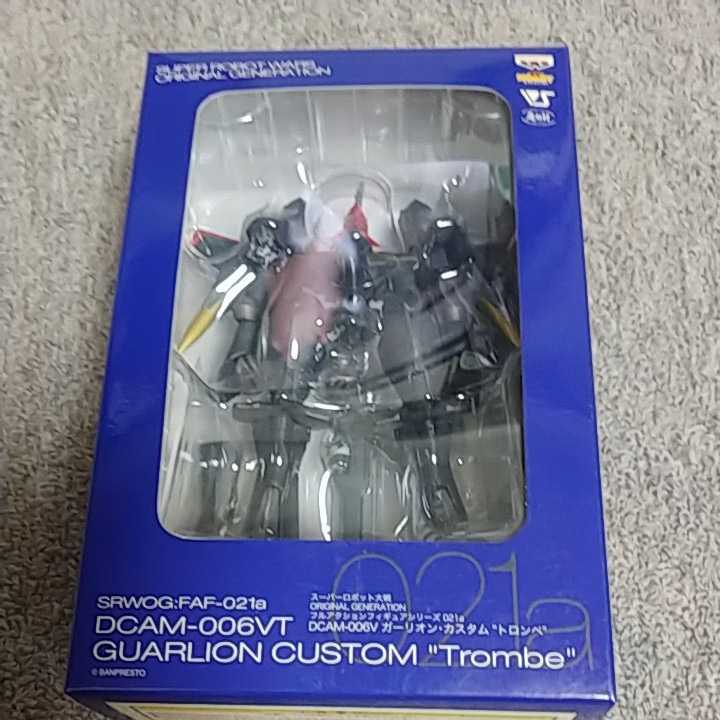 SUPER ROBOT WARS
ORIGINAL GENERATION
021a
SRWOG:FAF-021a
DCAM-006VT
スーパーロボット大戦
ORIGINAL GENERATION
フルアクションフィギュアシリーズ 021a
DCAM-006V ガーリオン・カスタム "トロンベ"
GUARLION CUSTOM "Trombe"
© BANPRESTO